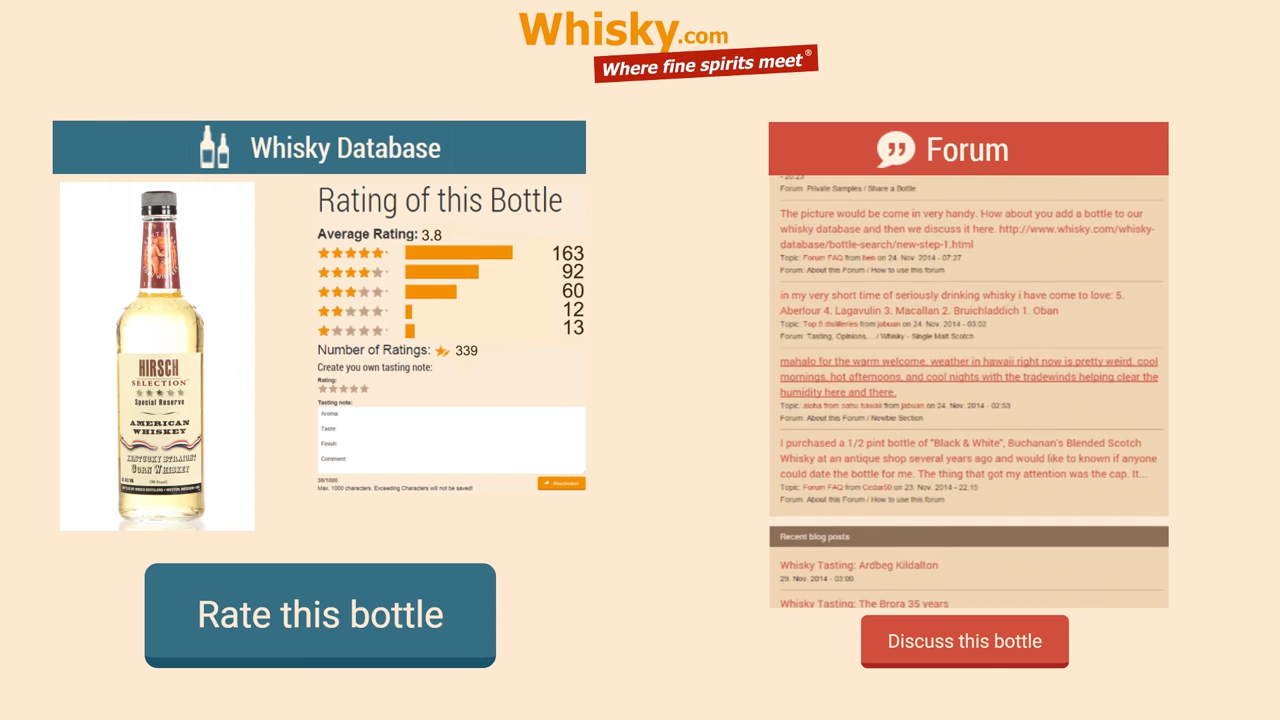 Whisky.com
Where fine spirits meet®
Whisky Database
HIRSCH
SELECTION
Special Reserve
AMERICAN
WHISKEY
KENTUCKY STRAIGHT
CORN WHISKEY
Rating of this Bottle
Average Rating: 3,8
163
92
60
12
13
Number of Ratings: 339
Create you own tasting note:
Rating:
Tasting note:
Aroma:
Taste:
Finish:
Comment:
38/1000
Max. 1000 characters. Exceeding Characters will not be saved!
Rate this bottle
Forum
- 20:23
Forum: Private Samples / Share a Bottle
The picture would be come in very handy. How about you add a bottle to our
whisky database and then we discuss it here. http://www.whisky.com/whisky-
database/bottle-search/new-step-1.html
Topic: Forum FAQ from ben on 24. Nov. 2014 - 07:27
Forum: About this Forum / How to use this forum
in my very short time of seriously drinking whisky i have come to love: 5.
Aberlour 4. Lagavulin 3. Macallan 2. Bruichladdich 1. Oban
Topic: Top 5 distilleries from jabuan on 24. Nov. 2014 - 03:02
Forum: Tasting, Opinions,... / Whisky - Single Malt Scotch
mahalo for the warm welcome. weather in hawaii right now is pretty weird. cool
mornings, hot afternoons, and cool nights with the tradewinds helping clear the
humidity here and there.
Topic: aloha from oahu hawaii from jabuan on 24. Nov. 2014 - 02:53
Forum: About this Forum / Newbie Section
I purchased a 1/2 pint bottle of "Black & White", Buchanan's Blended Scotch
Whisky at an antique shop several years ago and would like to known if anyone
could date the bottle for me. The thing that got my attention was the cap. It...
Topic: Forum FAQ from Cedar50 on 23. Nov. 2014 - 22:15
Forum: About this Forum / How to use this forum
Recent blog posts
Whisky Tasting: Ardbeg Kildalton
29. Nov. 2014 - 03:00
Whisky Tasting: The Brora 35 years
Discuss this bottle